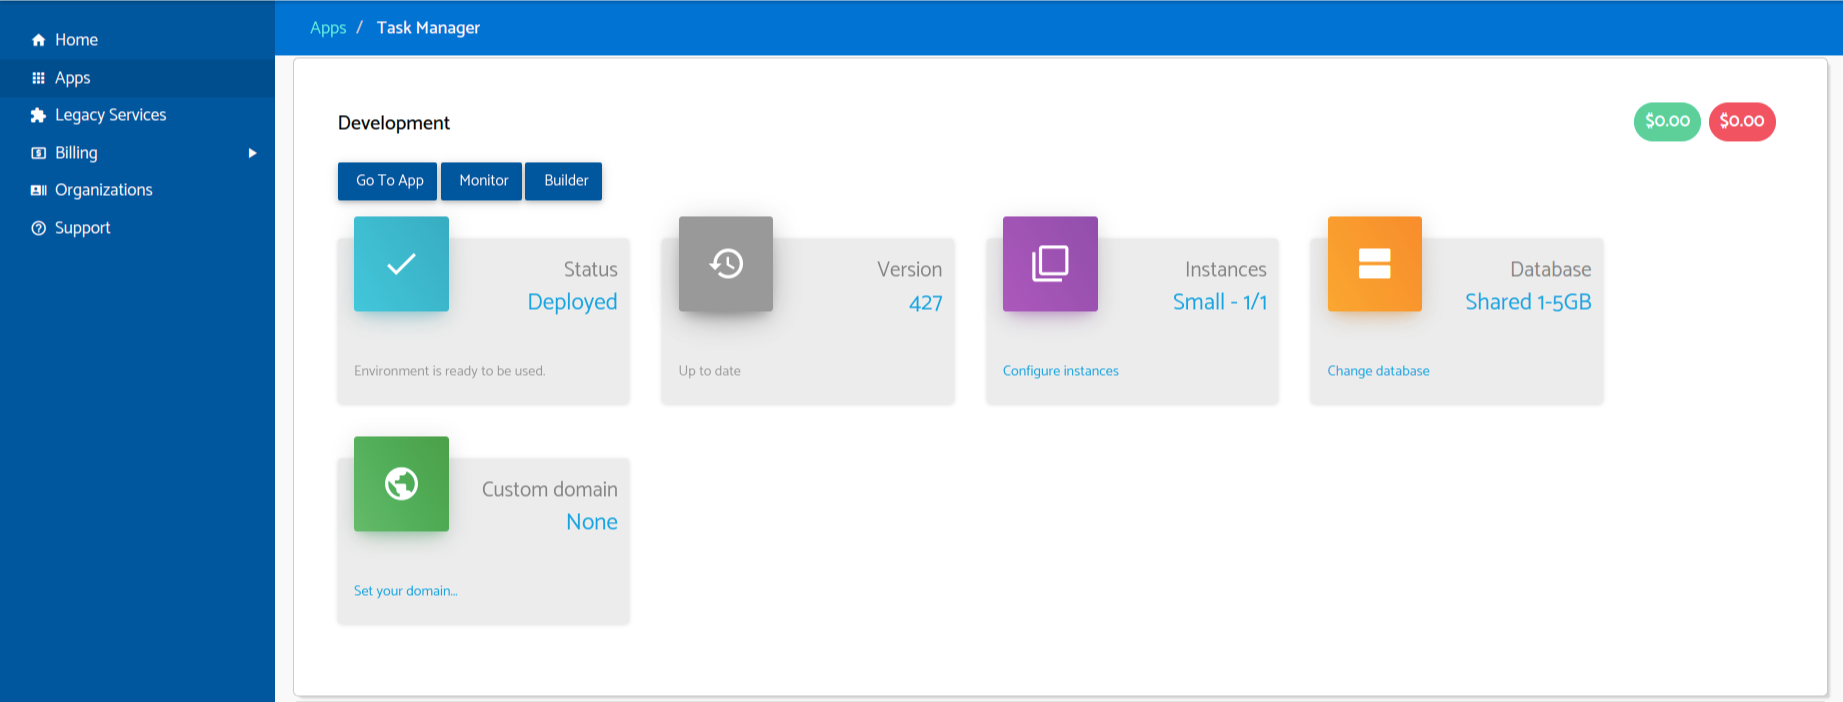 Home
Apps
Legacy Services
Billing
Organizations
Support
Apps / Task Manager
Development
$0.00 $0.00
Go To App Monitor Builder
Status
Deployed
Environment is ready to be used.
Version
427
Up to date
Instances
Small - 1/1
Configure instances
Database
Shared 1-5GB
Change database
Custom domain
None
Set your domain...